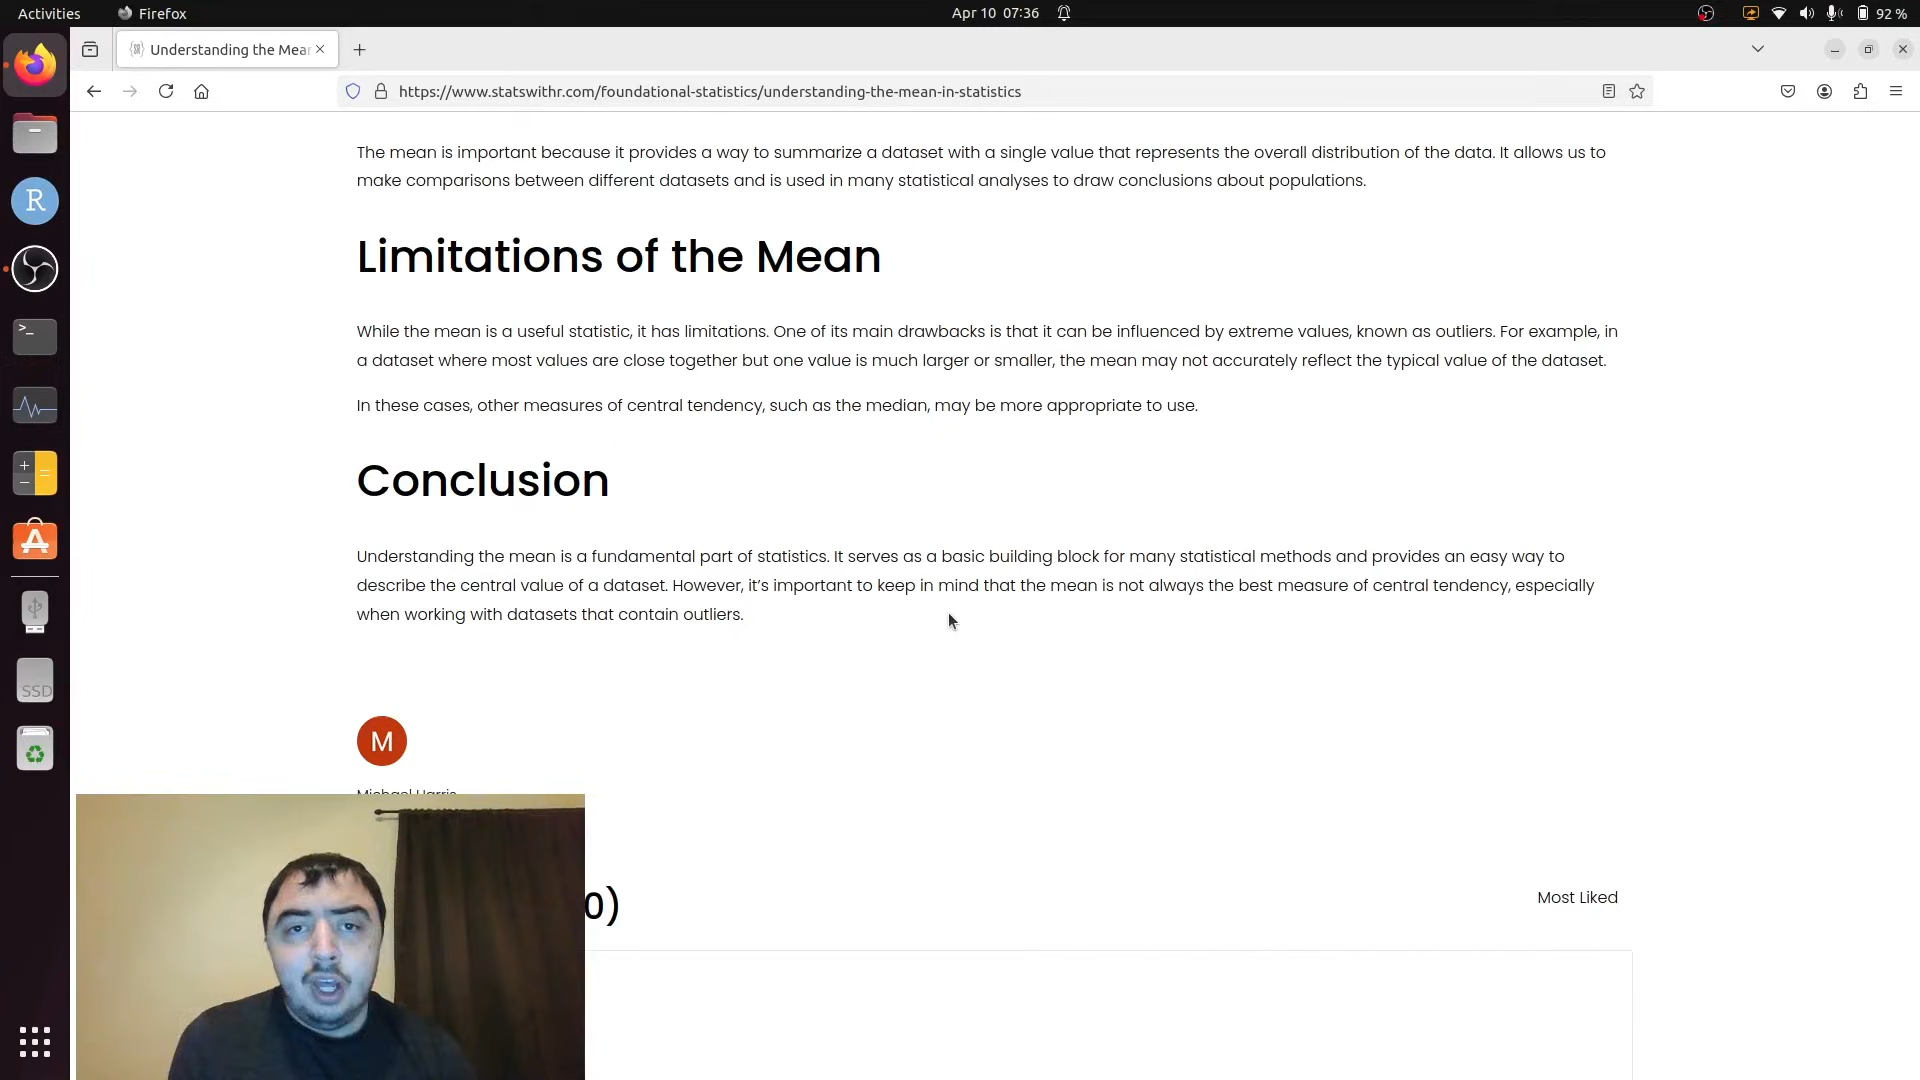 Activities
Firefox
Apr 10 07:36
92 %
Understanding the Mea
https://www.statswithr.com/foundational-statistics/understanding-the-mean-in-statistics
The mean is important because it provides a way to summarize a dataset with a single value that represents the overall distribution of the data. It allows us to
make comparisons between different datasets and is used in many statistical analyses to draw conclusions about populations.
Limitations of the Mean
While the mean is a useful statistic, it has limitations. One of its main drawbacks is that it can be influenced by extreme values, known as outliers. For example, in
a dataset where most values are close together but one value is much larger or smaller, the mean may not accurately reflect the typical value of the dataset.
In these cases, other measures of central tendency, such as the median, may be more appropriate to use.
Conclusion
Understanding the mean is a fundamental part of statistics. It serves as a basic building block for many statistical methods and provides an easy way to
describe the central value of a dataset. However, it’s important to keep in mind that the mean is not always the best measure of central tendency, especially
when working with datasets that contain outliers.
M
Michael Harris
0)
Most Liked
R
>_
SSD